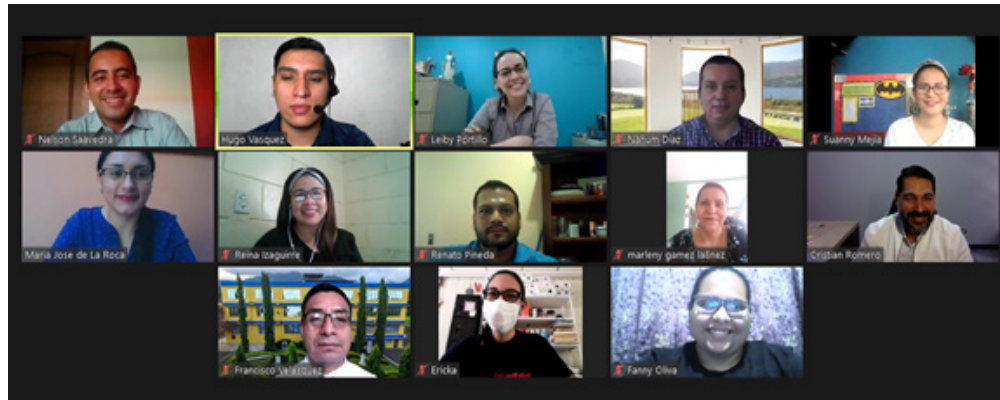 Nelson Saavedra
Hugo Vasquez
Leiby Portillo
Nahum Diaz
Suanny Mejia
Maria Jose de La Roca
Reina Izaguirre
Renato Pineda
marleny gamez lainez
Cristian Romero
Francisco Velasquez
Ericka
Fanny Oliva